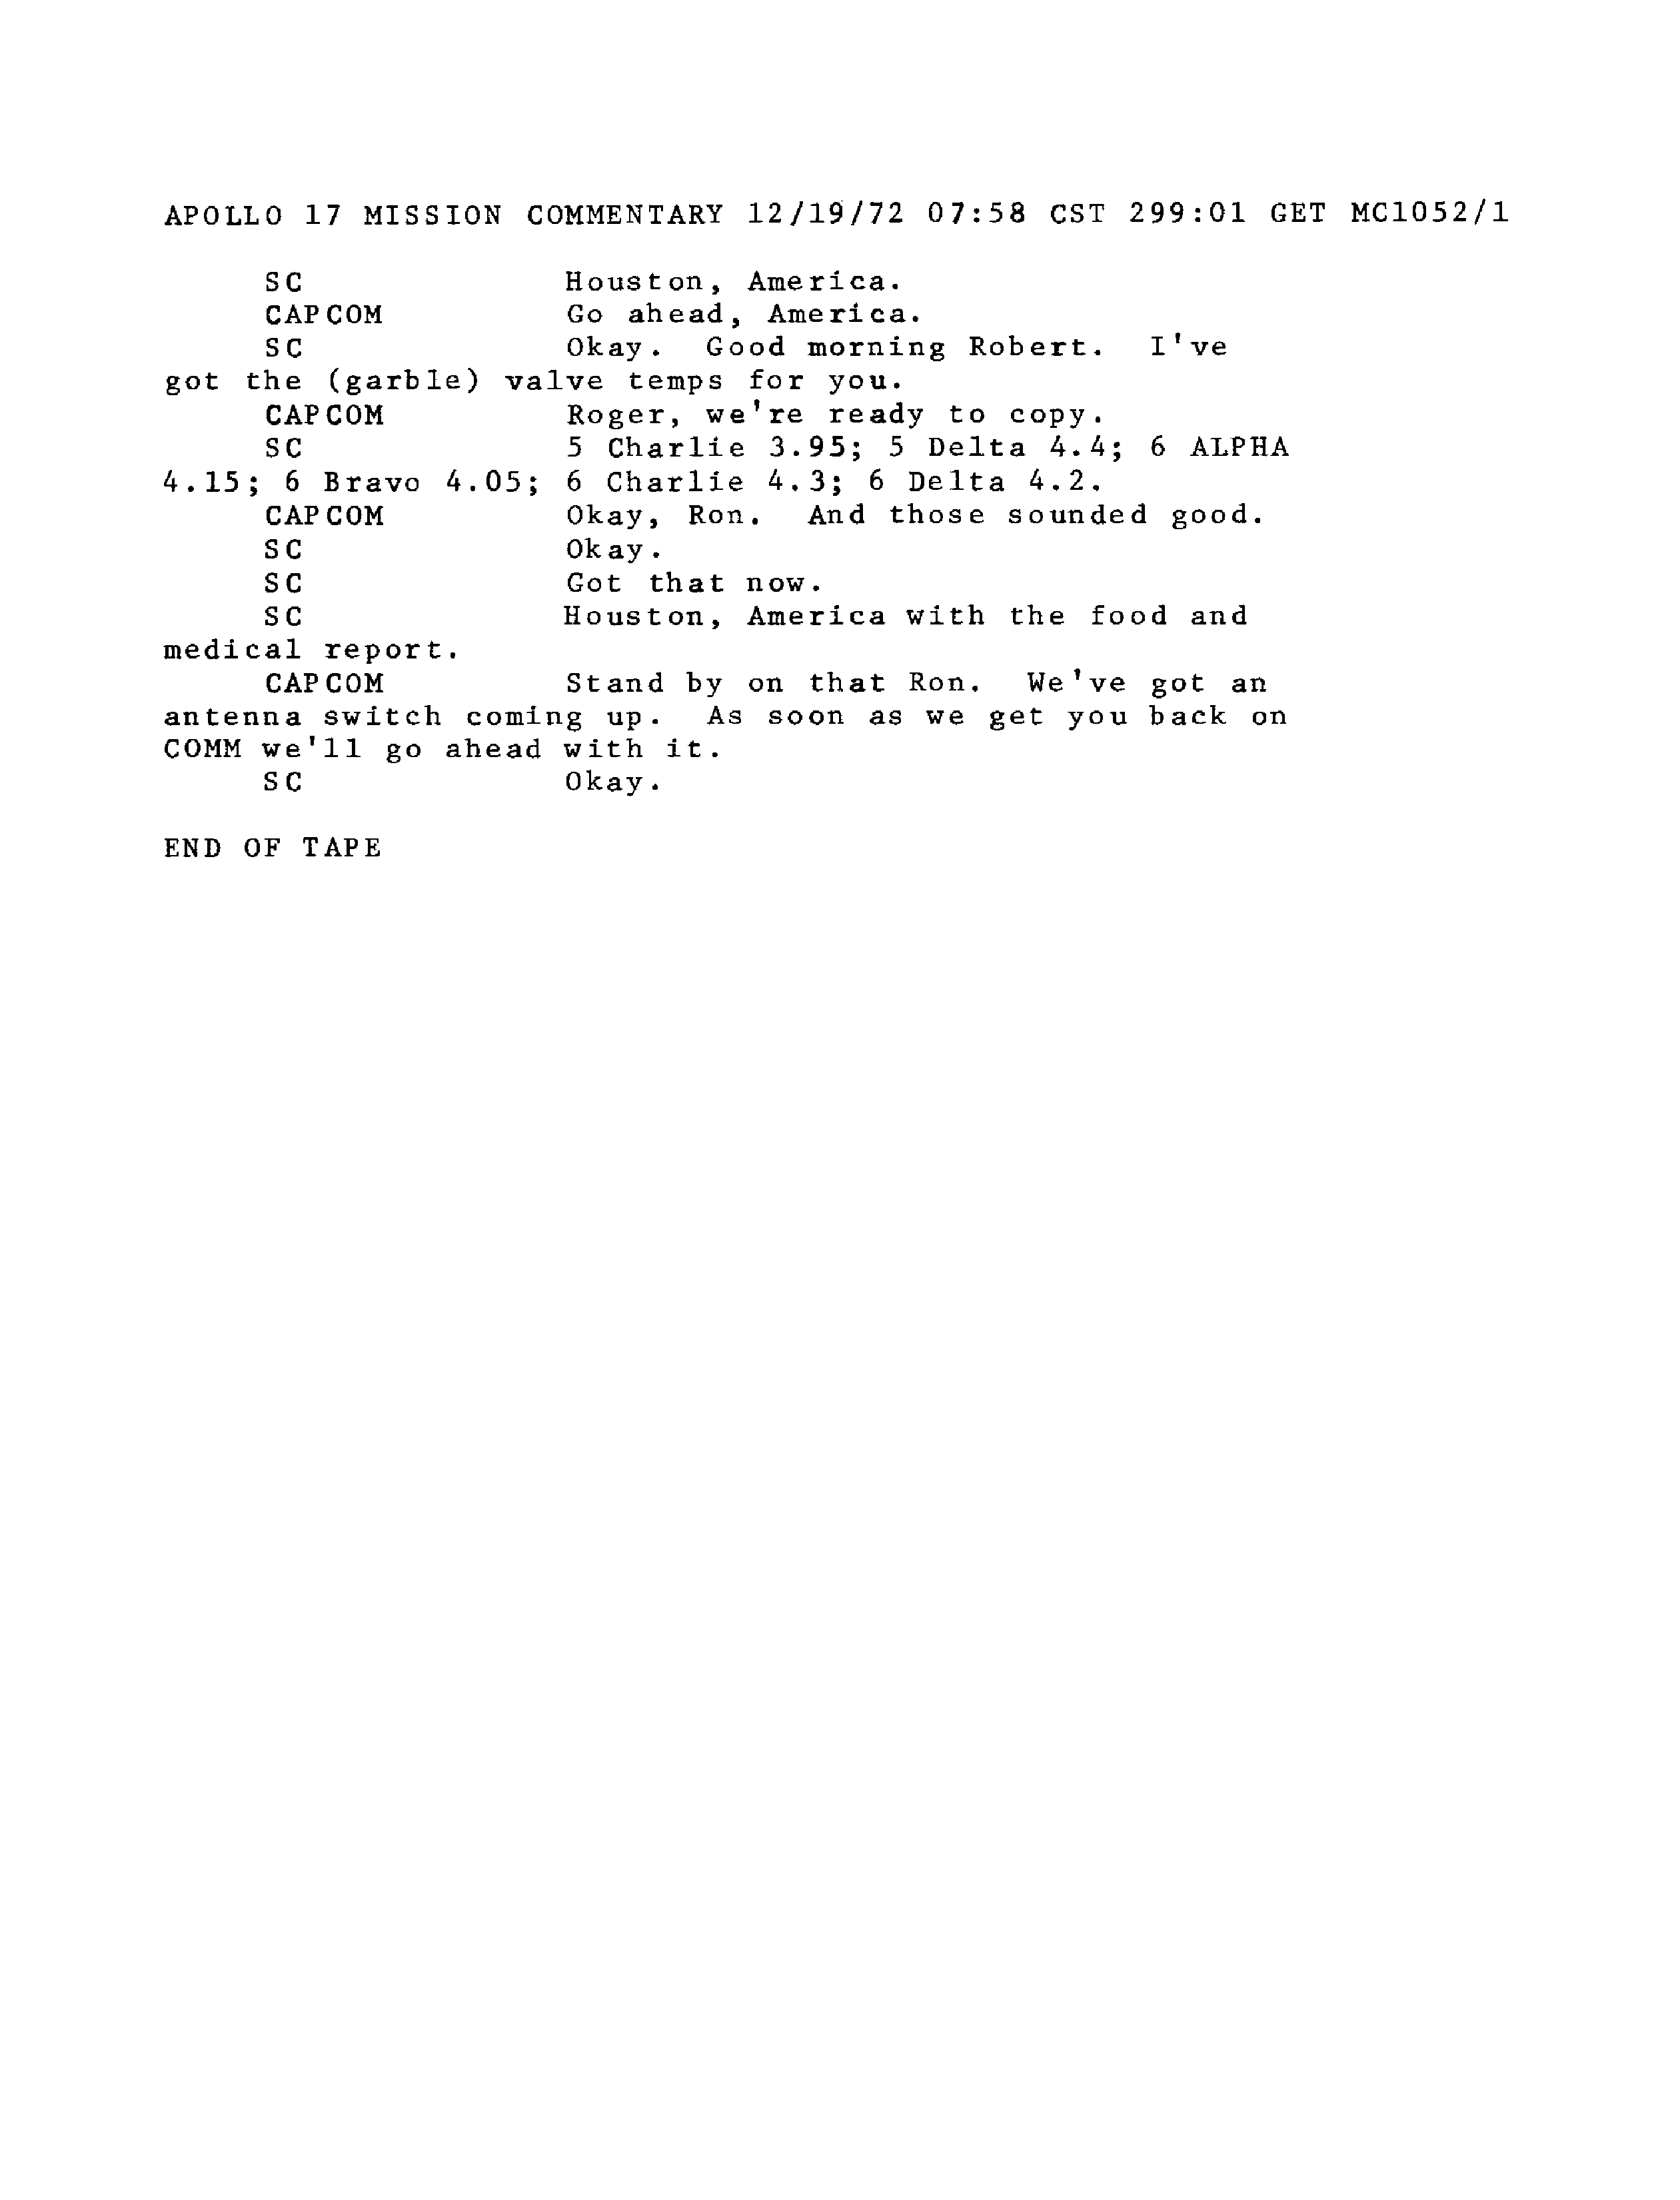 APOLLO 17 MISSION COMMENTARY 12/19/72 07:58 CST 299:01 GET MC1052/1
SC Houston, America.
CAPCOM Go ahead, America.
SC Okay. Good morning Robert. I've
got the (garble) valve temps for you.
CAPCOM Roger, we're ready to copy.
SC 5 Charlie 3.95; 5 Delta 4.4; 6 ALPHA
4.15; 6 Bravo 4.05; 6 Charlie 4.3; 6 Delta 4.2.
CAPCOM Okay, Ron. And those sounded good.
SC Okay.
SC Got that now.
SC Houston, America with the food and
medical report.
CAPCOM Stand by on that Ron. We've got an
antenna switch coming up. As soon as we get you back on
COMM we'll go ahead with it.
SC Okay.
END OF TAPE